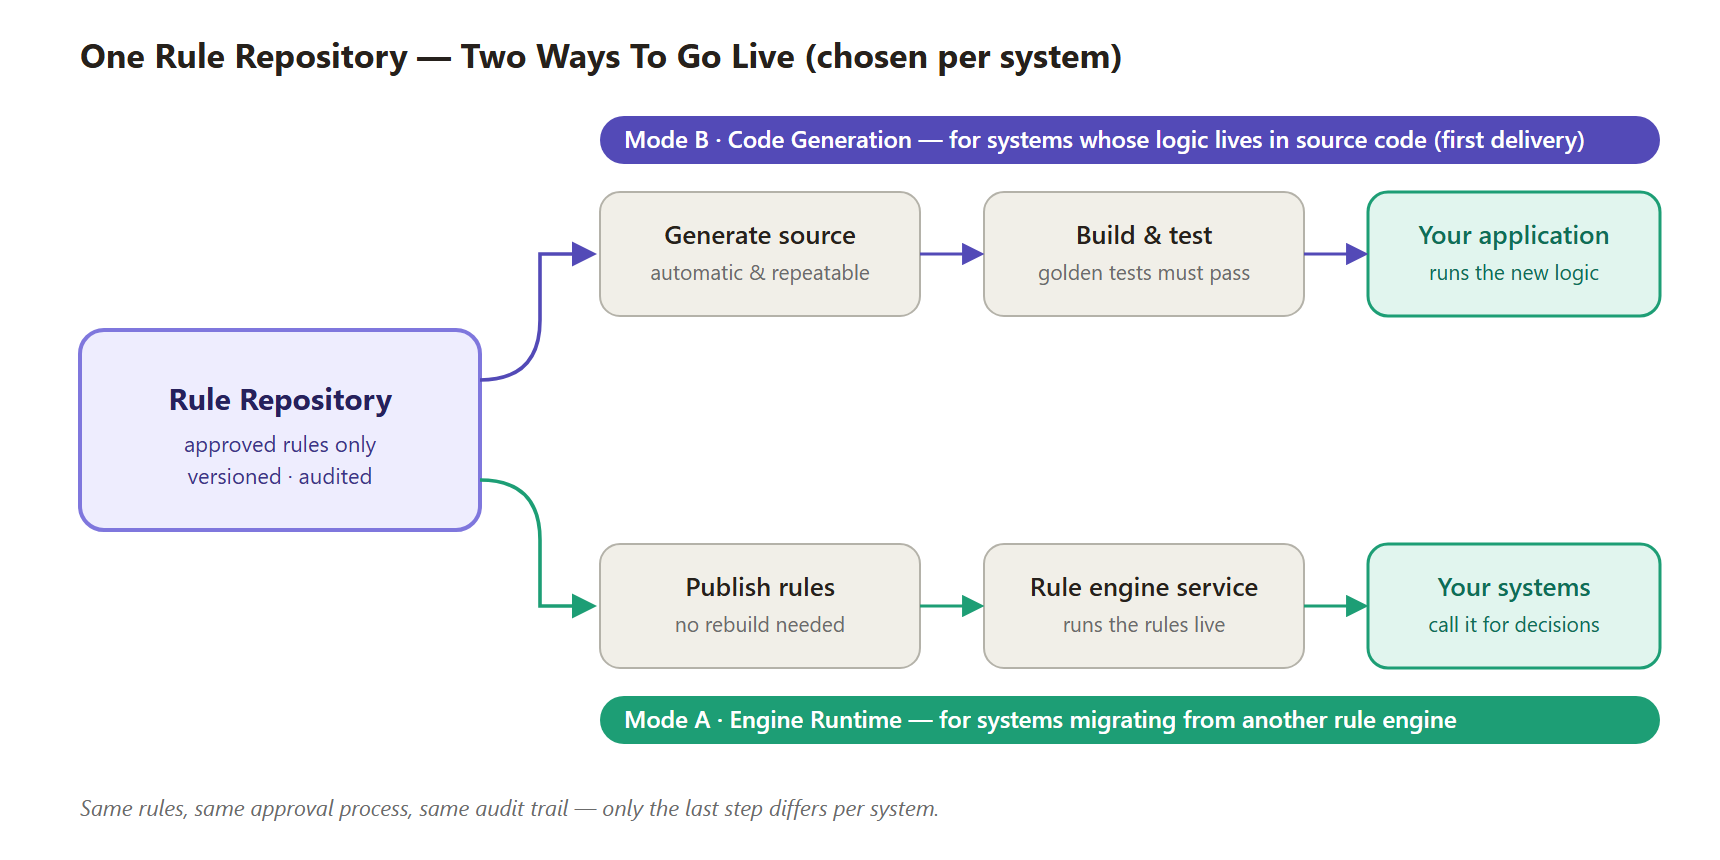 One Rule Repository — Two Ways To Go Live (chosen per system)
Mode B · Code Generation — for systems whose logic lives in source code (first delivery)
Generate source
automatic & repeatable
Build & test
golden tests must pass
Your application
runs the new logic
Rule Repository
approved rules only
versioned · audited
Publish rules
no rebuild needed
Rule engine service
runs the rules live
Your systems
call it for decisions
Mode A · Engine Runtime — for systems migrating from another rule engine
Same rules, same approval process, same audit trail — only the last step differs per system.